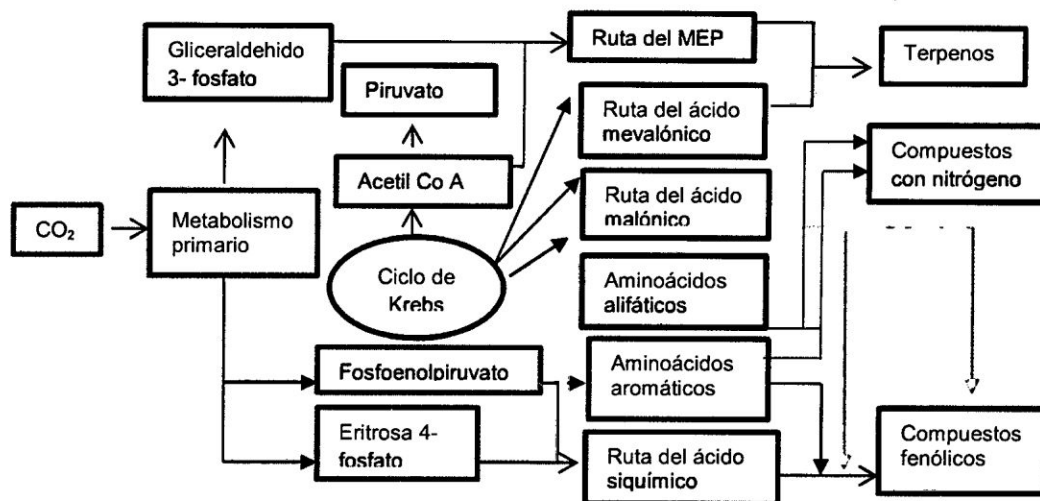 Gliceraldehido
3- fosfato
Ruta del MEP
Terpenos
Piruvato
Ruta del ácido
mevalónico
Compuestos
con nitrógeno
Acetil Co A
Ruta del ácido
malónico
CO₂
Metabolismo
primario
Ciclo de
Krebs
Aminoácidos
alifáticos
Fosfoenolpiruvato
Aminoácidos
aromáticos
Eritrosa 4-
fosfato
Ruta del ácido
siquímico
Compuestos
fenólicos